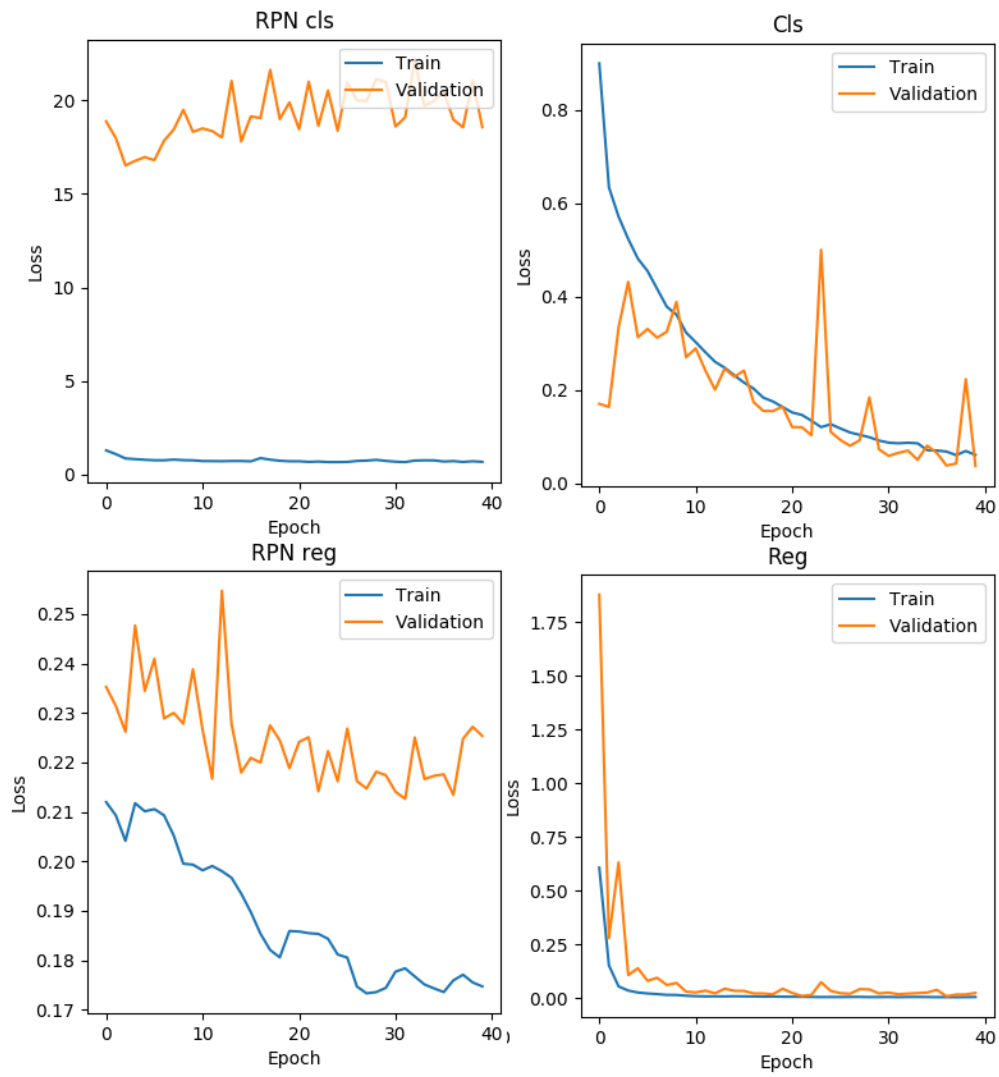 RPN cls
Train
Validation
20
15
10
5
0
Loss
0
10
20
30
40
Epoch
Cls
Train
Validation
0.8
0.6
0.4
0.2
0.0
Loss
0
10
20
30
40
Epoch
RPN reg
Train
Validation
0.25
0.24
0.23
0.22
0.21
0.20
0.19
0.18
0.17
Loss
0
10
20
30
40
Epoch
Reg
Train
Validation
1.75
1.50
1.25
1.00
0.75
0.50
0.25
0.00
Loss
0
10
20
30
40
Epoch